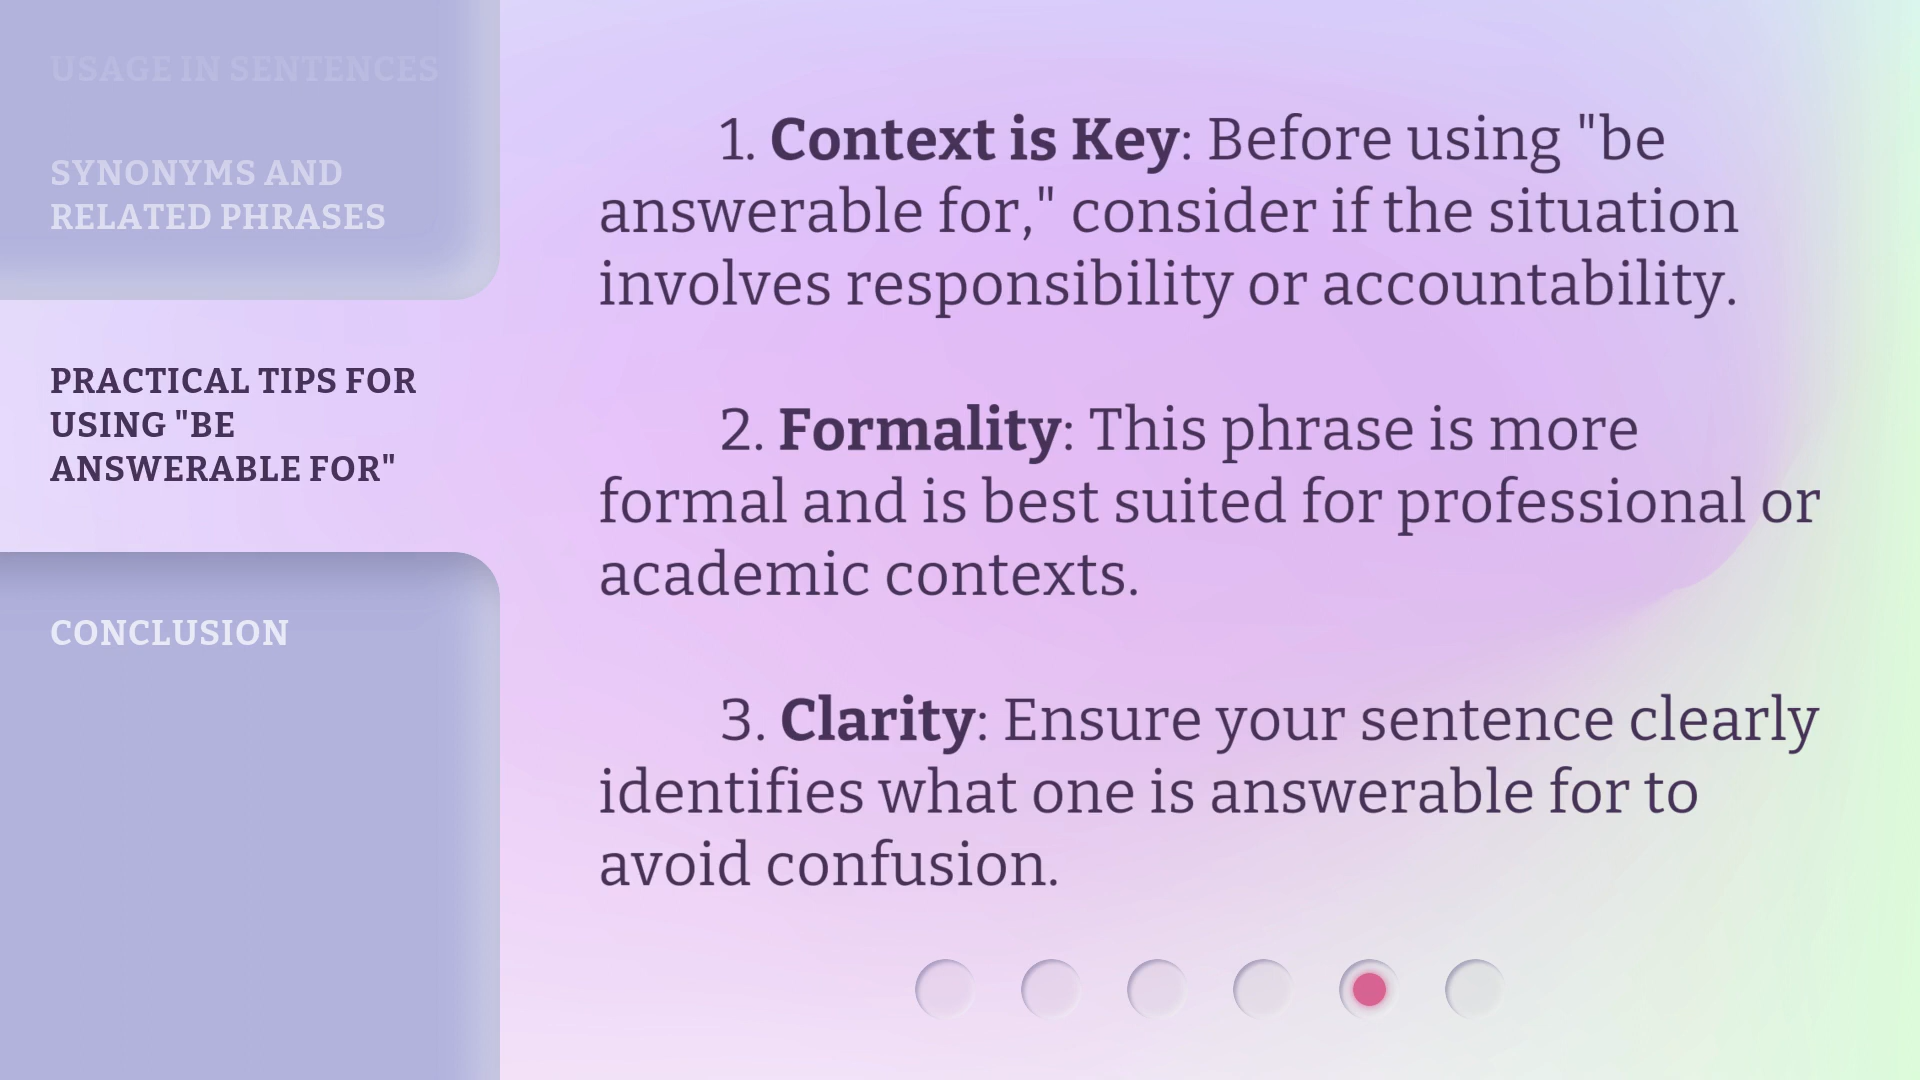 USAGE IN SENTENCES
SYNONYMS AND
RELATED PHRASES
PRACTICAL TIPS FOR
USING "BE
ANSWERABLE FOR"
CONCLUSION
1. Context is Key: Before using "be
answerable for," consider if the situation
involves responsibility or accountability.
2. Formality: This phrase is more
formal and is best suited for professional or
academic contexts.
3. Clarity: Ensure your sentence clearly
identifies what one is answerable for to
avoid confusion.